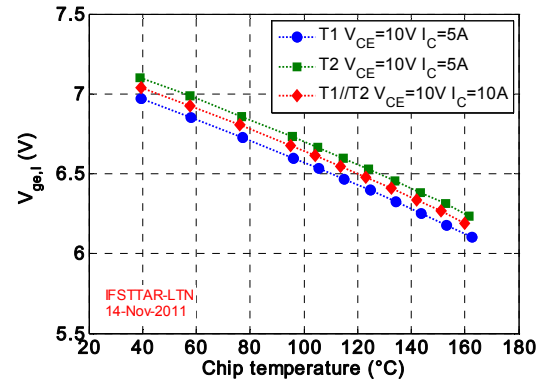 7.5
7
6.5
6
5.5
V_ge,I (V)
T1 V_CE=10V I_C=5A
T2 V_CE=10V I_C=5A
T1//T2 V_CE=10V I_C=10A
IFSTTAR-LTN
14-Nov-2011
20 40 60 80 100 120 140 160 180
Chip temperature (°C)